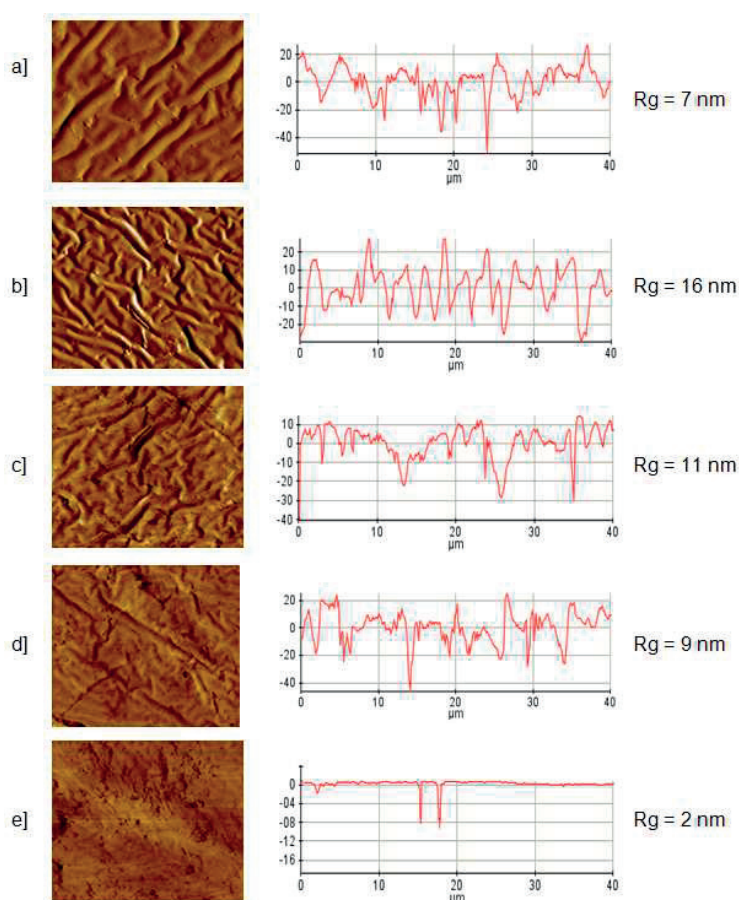 a]
20
0
-20
-40
0 10 20 30 40
µm
Rg = 7 nm
b]
20
10
0
-10
-20
0 10 20 30 40
µm
Rg = 16 nm
c]
10
0
-10
-20
-30
-40
0 10 20 30 40
µm
Rg = 11 nm
d]
20
0
-20
-40
0 10 20 30 40
µm
Rg = 9 nm
e]
0
-04
-08
-16
0 10 20 30 40
µm
Rg = 2 nm